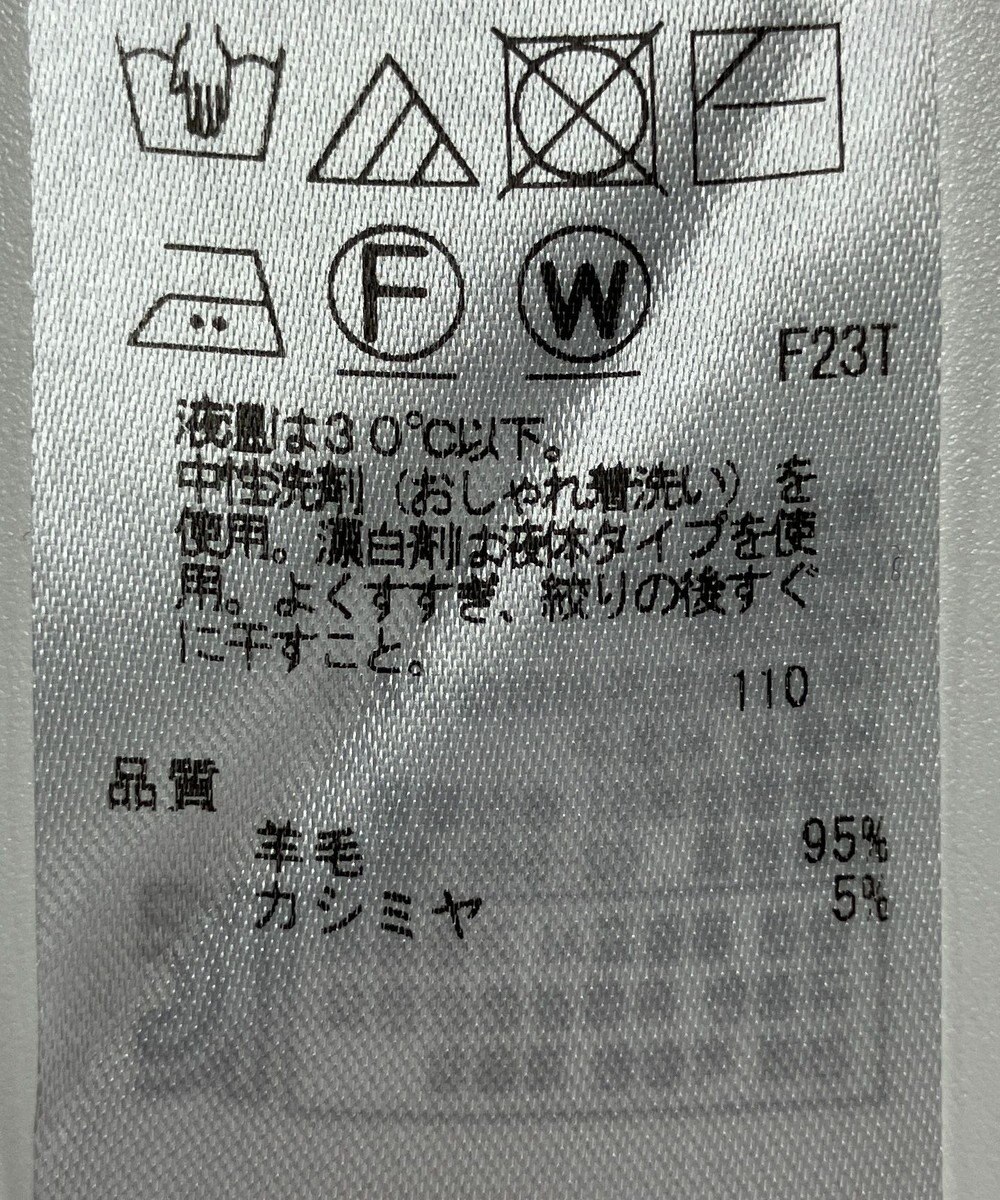 F W
F23T
液温は30℃以下。
中性洗剤（おしゃれ着洗い）を
使用。漂白剤は液体タイプを使
用。よくすすぎ、絞りの後すぐ
に干すこと。
110
品質
羊毛 95%
カシミヤ 5%